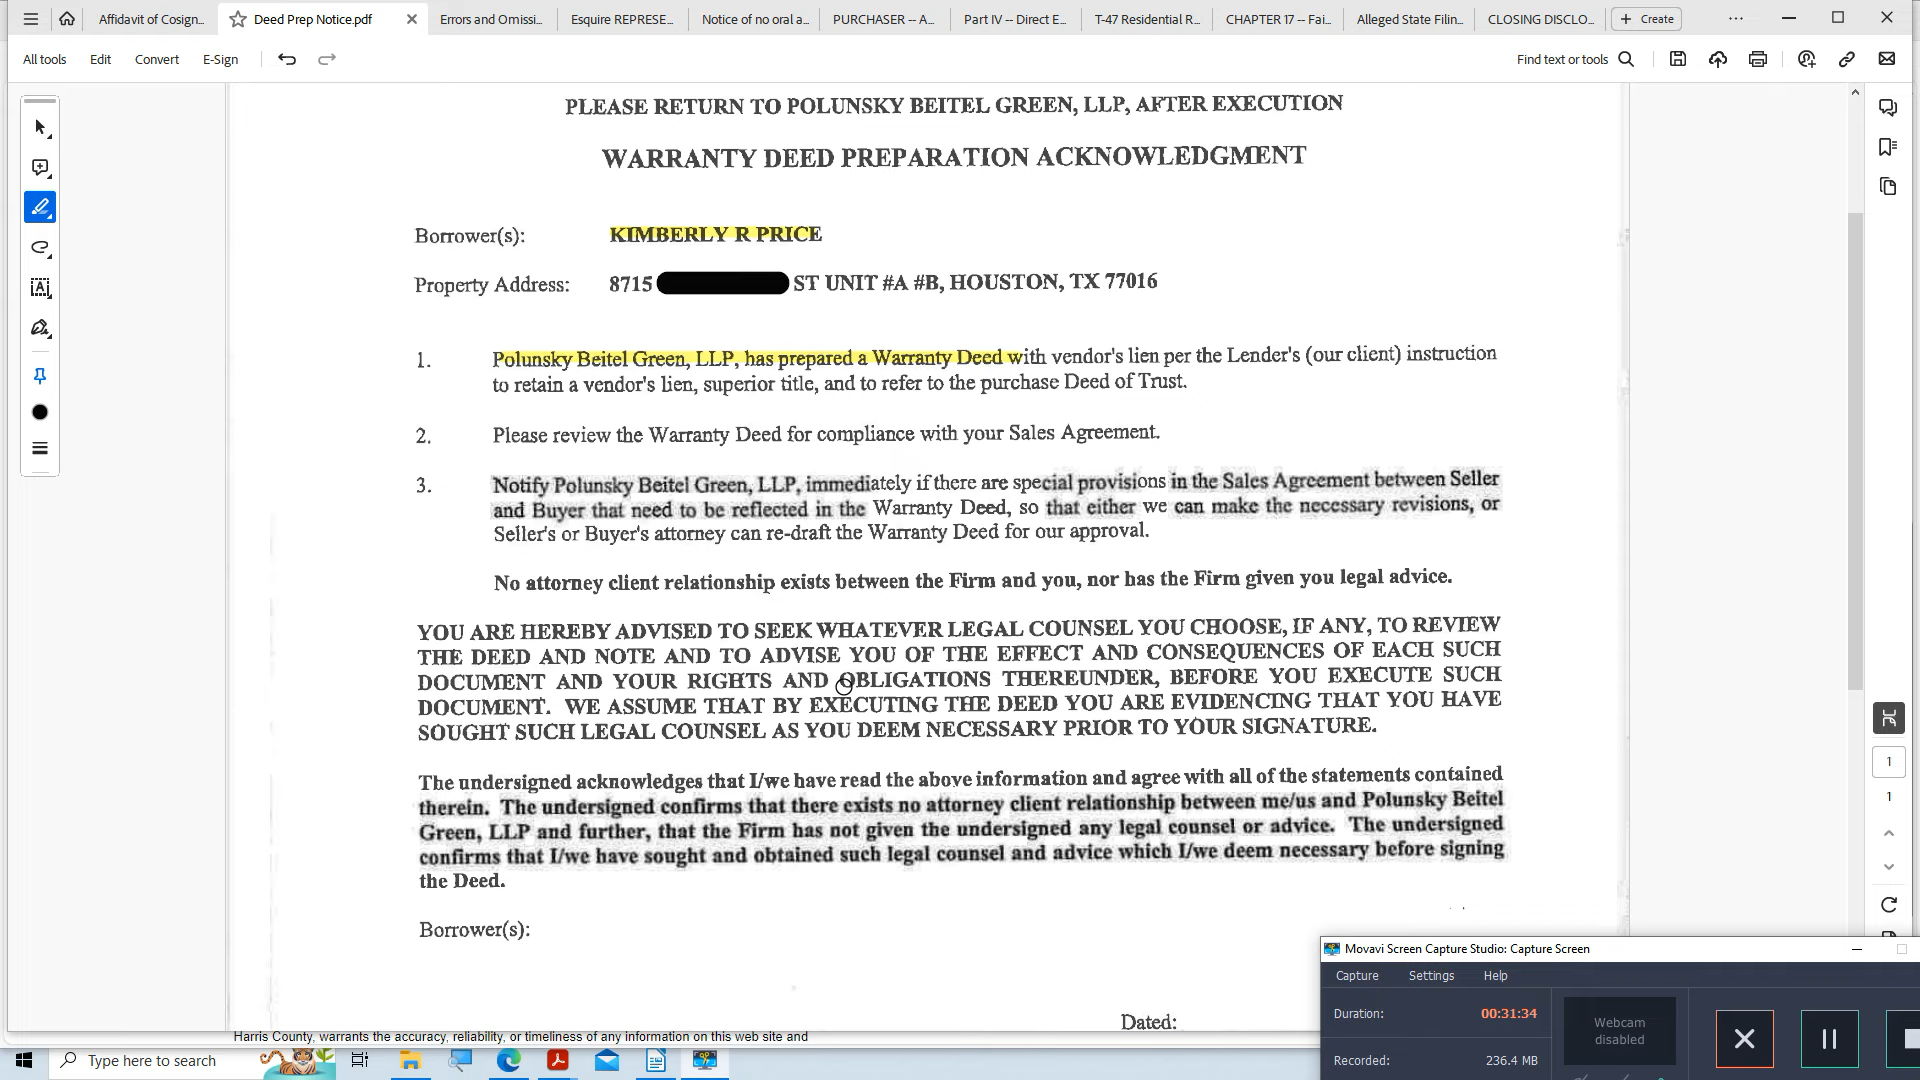 Affidavit of Cosign...
Deed Prep Notice.pdf
Errors and Omissi...
Esquire REPRESE...
Notice of no oral a...
PURCHASER -- A...
Part IV -- Direct E...
T-47 Residential R...
CHAPTER 17 -- Fai...
Alleged State Filin...
CLOSING DISCLO...
+ Create
All tools
Edit
Convert
E-Sign
Find text or tools
PLEASE RETURN TO POLUNSKY BEITEL GREEN, LLP, AFTER EXECUTION
WARRANTY DEED PREPARATION ACKNOWLEDGMENT
Borrower(s): KIMBERLY R PRICE
Property Address: 8715 ST UNIT #A #B, HOUSTON, TX 77016
1. Polunsky Beitel Green, LLP, has prepared a Warranty Deed with vendor's lien per the Lender's (our client) instruction
to retain a vendor's lien, superior title, and to refer to the purchase Deed of Trust.
2. Please review the Warranty Deed for compliance with your Sales Agreement.
3. Notify Polunsky Beitel Green, LLP, immediately if there are special provisions in the Sales Agreement between Seller
and Buyer that need to be reflected in the Warranty Deed, so that either we can make the necessary revisions, or
Seller's or Buyer's attorney can re-draft the Warranty Deed for our approval.
No attorney client relationship exists between the Firm and you, nor has the Firm given you legal advice.
YOU ARE HEREBY ADVISED TO SEEK WHATEVER LEGAL COUNSEL YOU CHOOSE, IF ANY, TO REVIEW
THE DEED AND NOTE AND TO ADVISE YOU OF THE EFFECT AND CONSEQUENCES OF EACH SUCH
DOCUMENT AND YOUR RIGHTS AND OBLIGATIONS THEREUNDER, BEFORE YOU EXECUTE SUCH
DOCUMENT. WE ASSUME THAT BY EXECUTING THE DEED YOU ARE EVIDENCING THAT YOU HAVE
SOUGHT SUCH LEGAL COUNSEL AS YOU DEEM NECESSARY PRIOR TO YOUR SIGNATURE.
The undersigned acknowledges that I/we have read the above information and agree with all of the statements contained
therein. The undersigned confirms that there exists no attorney client relationship between me/us and Polunsky Beitel
Green, LLP and further, that the Firm has not given the undersigned any legal counsel or advice. The undersigned
confirms that I/we have sought and obtained such legal counsel and advice which I/we deem necessary before signing
the Deed.
Borrower(s):
Dated:
1
1
Harris County, warrants the accuracy, reliability, or timeliness of any information on this web site and
Movavi Screen Capture Studio: Capture Screen
Capture
Settings
Help
Duration: 00:31:34
Webcam
disabled
Recorded: 236.4 MB
Type here to search